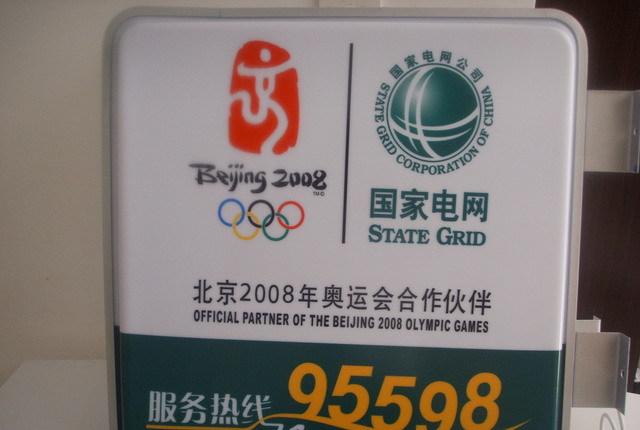 Beijing 2008
TM©
国家电网公司
STATE GRID CORPORATION OF CHINA
国家电网
STATE GRID
北京2008年奥运会合作伙伴
OFFICIAL PARTNER OF THE BEIJING 2008 OLYMPIC GAMES
服务热线 95598